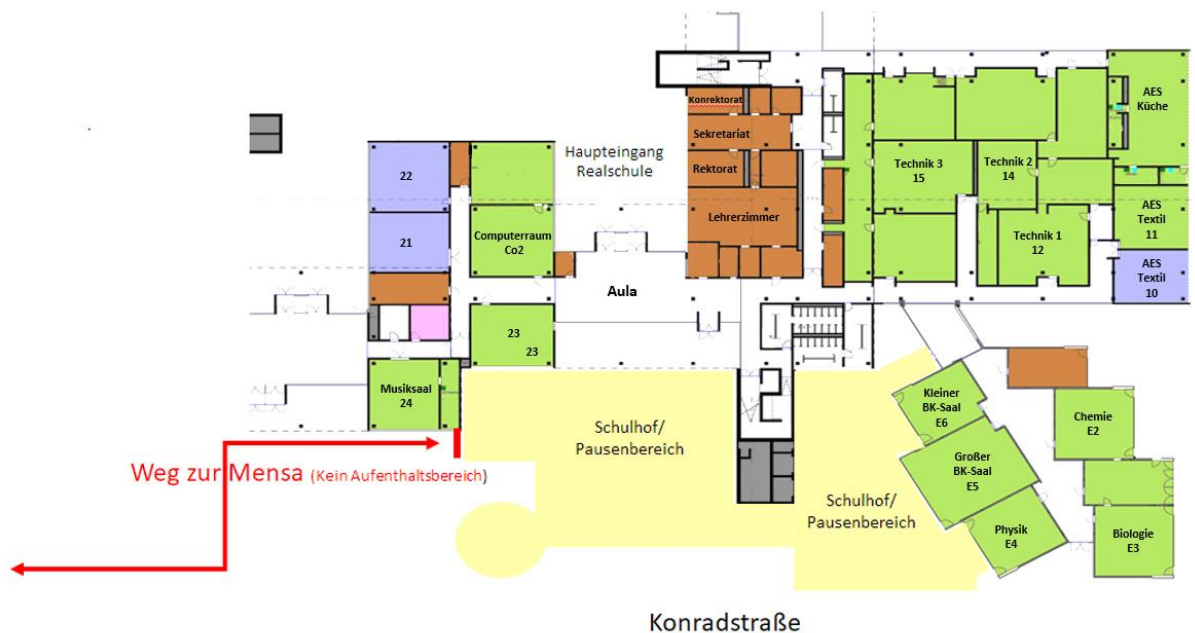 Konrektorat
Sekretariat
Haupteingang
Realschule
Rektorat
Lehrerzimmer
22
21
Computerraum
Co2
Aula
23
23
Musiksaal
24
Technik 3
15
Technik 2
14
Technik 1
12
AES
Küche
AES
Textil
11
AES
Textil
10
Kleiner
BK-Saal
E6
Großer
BK-Saal
E5
Physik
E4
Chemie
E2
Biologie
E3
Schulhof/
Pausenbereich
Schulhof/
Pausenbereich
Weg zur Mensa (Kein Aufenthaltsbereich)
Konradstraße